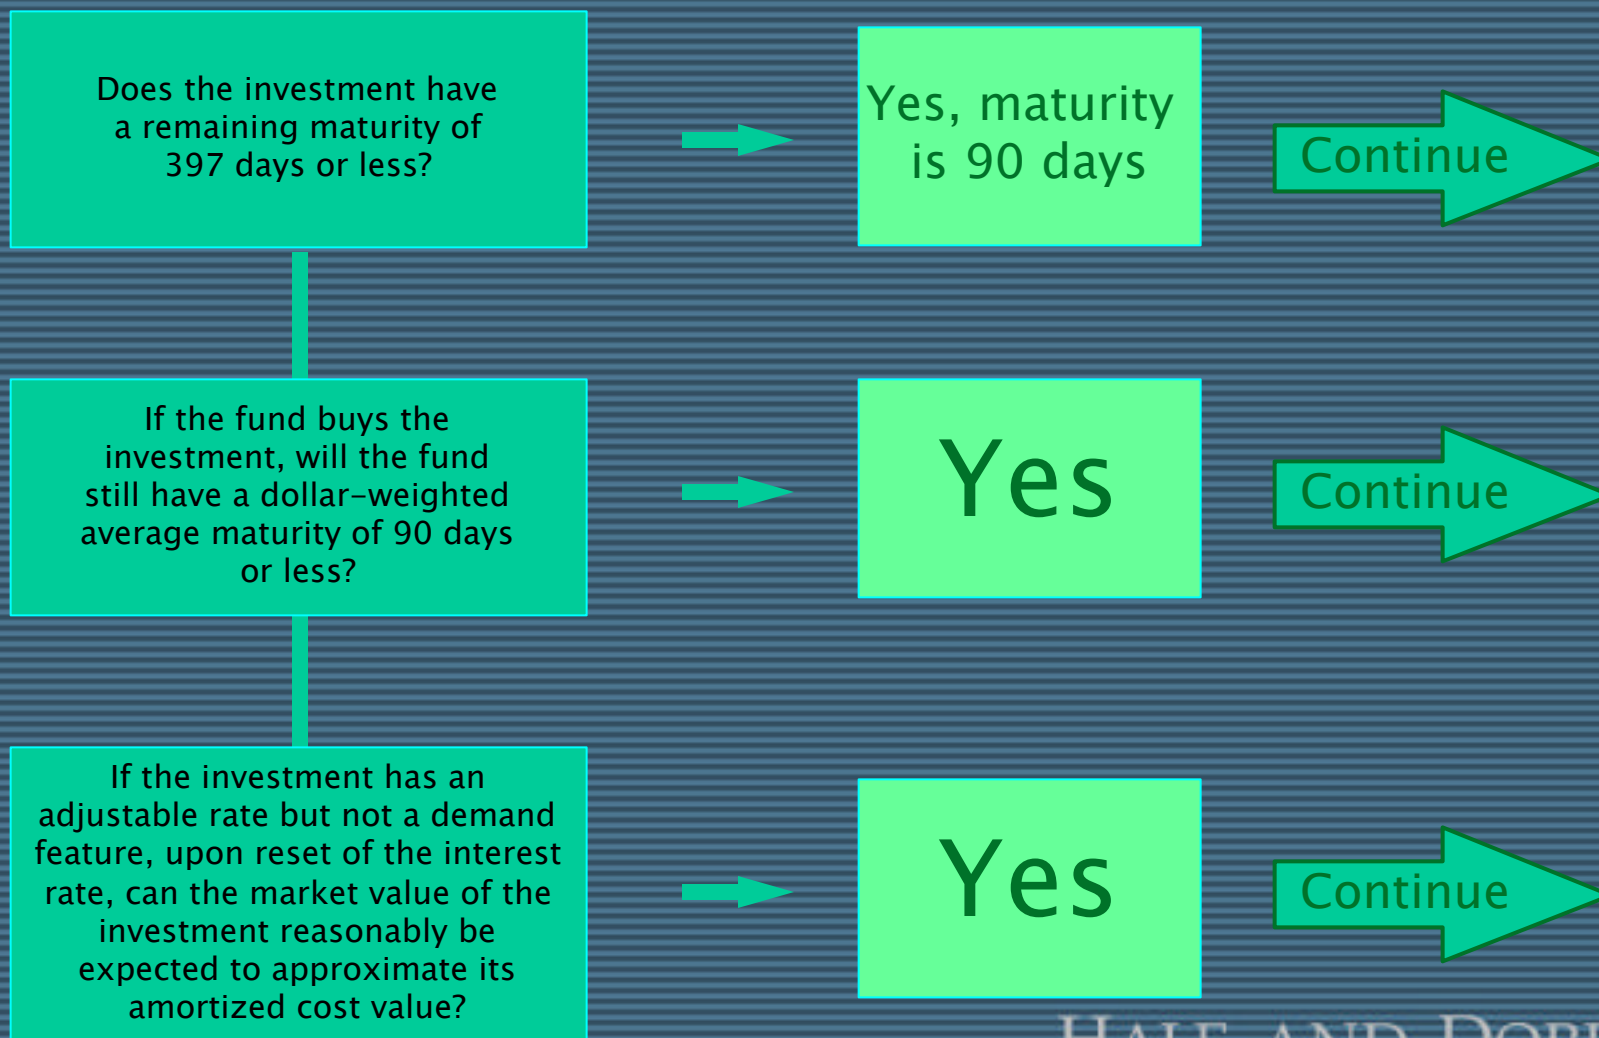 Does the investment have
a remaining maturity of
397 days or less?
Yes, maturity
is 90 days
Continue
If the fund buys the
investment, will the fund
still have a dollar-weighted
average maturity of 90 days
or less?
Yes
Continue
If the investment has an
adjustable rate but not a demand
feature, upon reset of the interest
rate, can the market value of the
investment reasonably be
expected to approximate its
amortized cost value?
Yes
Continue
HALE AND